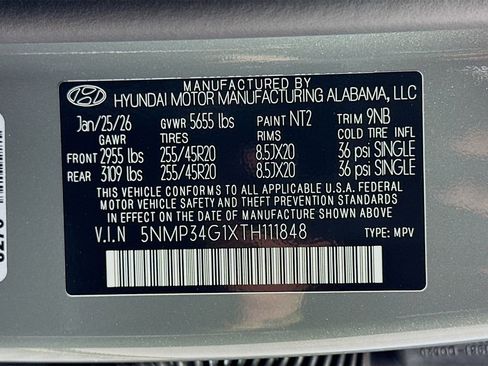 MANUFACTURED BY
HYUNDAI MOTOR MANUFACTURING ALABAMA, LLC
Jan/25/26 GVWR 5655 lbs PAINT NT2 TRIM 9NB
GAWR TIRES RIMS COLD TIRE INFL
FRONT 2955 lbs 255/45R20 8.5JX20 36 psi SINGLE
REAR 3109 lbs 255/45R20 8.5JX20 36 psi SINGLE
THIS VEHICLE CONFORMS TO ALL APPLICABLE U.S.A. FEDERAL
MOTOR VEHICLE SAFETY AND THEFT PREVENTION STANDARDS
IN EFFECT ON THE DATE OF MANUFACTURE SHOWN ABOVE.
V.I.N 5NMP34G1XTH111848 TYPE: MPV